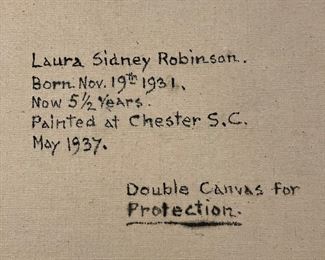 Laura Sidney Robinson.
Born Nov. 19th 1931.
Now 5½ Years.
Painted at Chester S.C.
May 1937.
Double Canvas for
Protection.